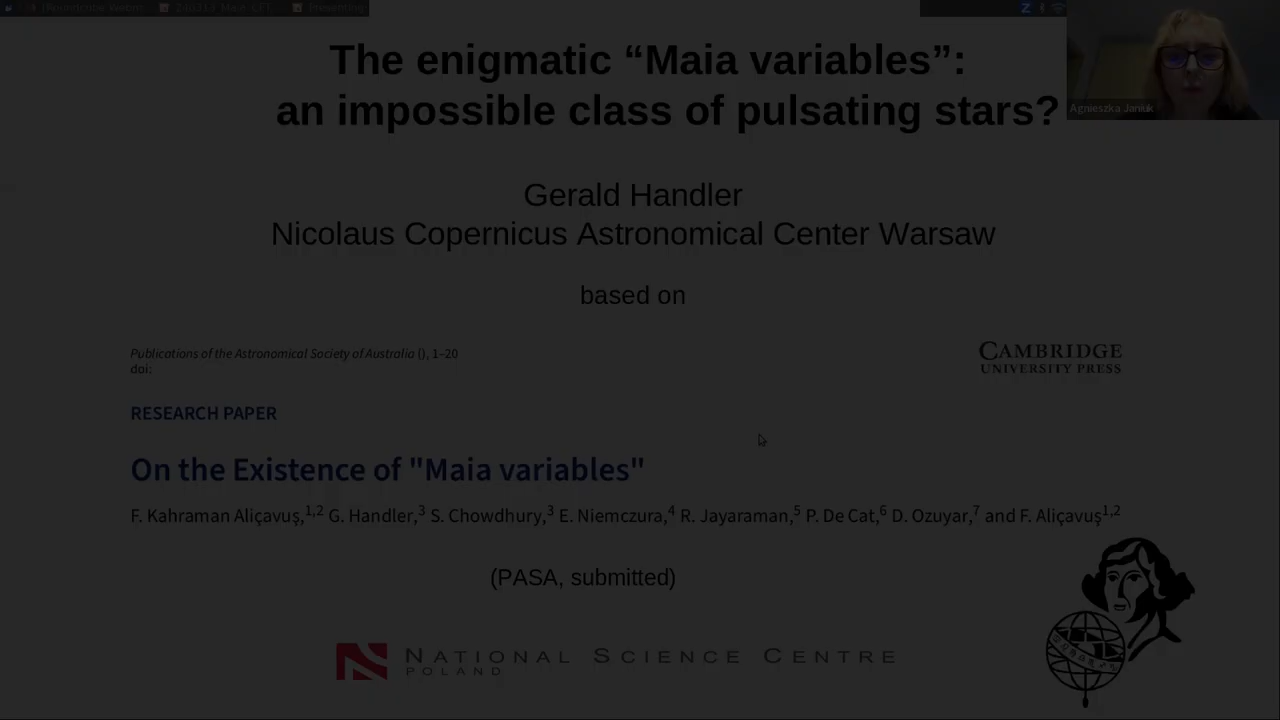 The enigmatic “Maia variables”:
an impossible class of pulsating stars?
Agnieszka Janiuk
Gerald Handler
Nicolaus Copernicus Astronomical Center Warsaw
based on
Publications of the Astronomical Society of Australia (), 1–20
doi:
CAMBRIDGE
UNIVERSITY PRESS
RESEARCH PAPER
On the Existence of "Maia variables"
F. Kahraman Aliçavuş,1,2 G. Handler,3 S. Chowdhury,3 E. Niemczura,4 R. Jayaraman,5 P. De Cat,6 D. Ozuyar,7 and F. Aliçavuş1,2
(PASA, submitted)
NATIONAL SCIENCE CENTRE
POLAND